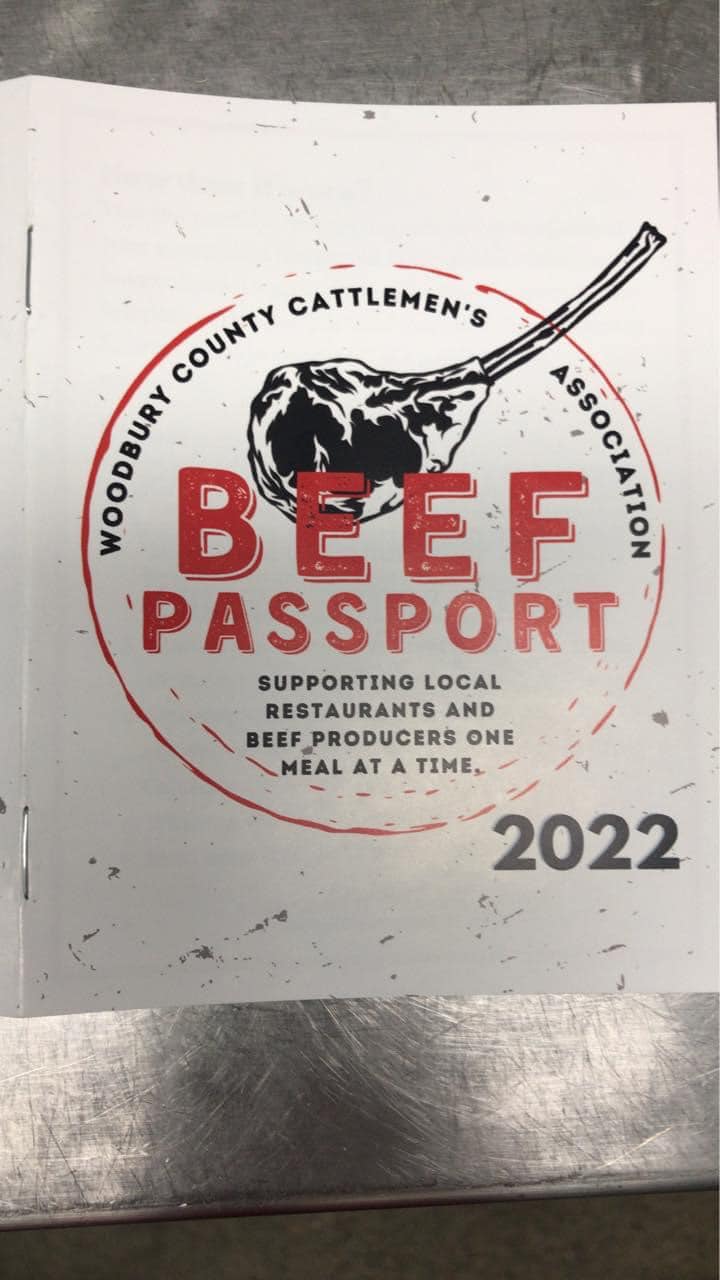 WOODBURY COUNTY CATTLEMEN'S ASSOCIATION
BEEF
PASSPORT
SUPPORTING LOCAL
RESTAURANTS AND
BEEF PRODUCERS ONE
MEAL AT A TIME.
2022